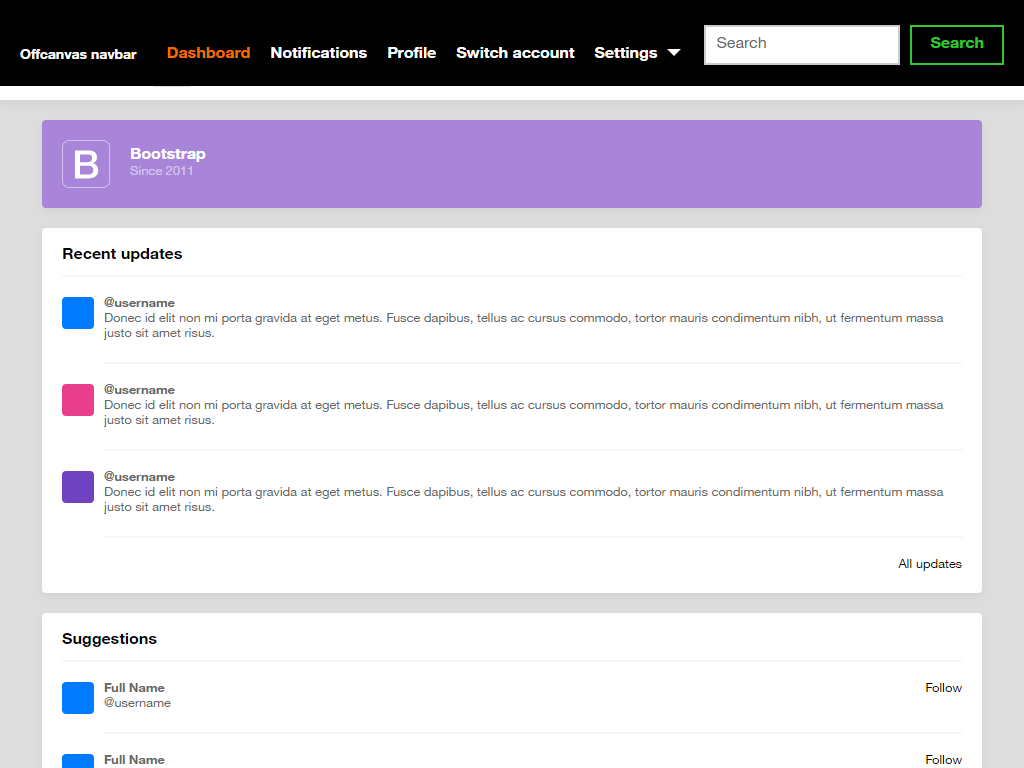 Offcanvas navbar Dashboard Notifications Profile Switch account Settings Search Search
B
Bootstrap
Since 2011
Recent updates
@username
Donec id elit non mi porta gravida at eget metus. Fusce dapibus, tellus ac cursus commodo, tortor mauris condimentum nibh, ut fermentum massa
justo sit amet risus.
@username
Donec id elit non mi porta gravida at eget metus. Fusce dapibus, tellus ac cursus commodo, tortor mauris condimentum nibh, ut fermentum massa
justo sit amet risus.
@username
Donec id elit non mi porta gravida at eget metus. Fusce dapibus, tellus ac cursus commodo, tortor mauris condimentum nibh, ut fermentum massa
justo sit amet risus.
All updates
Suggestions
Full Name Follow
@username
Full Name Follow